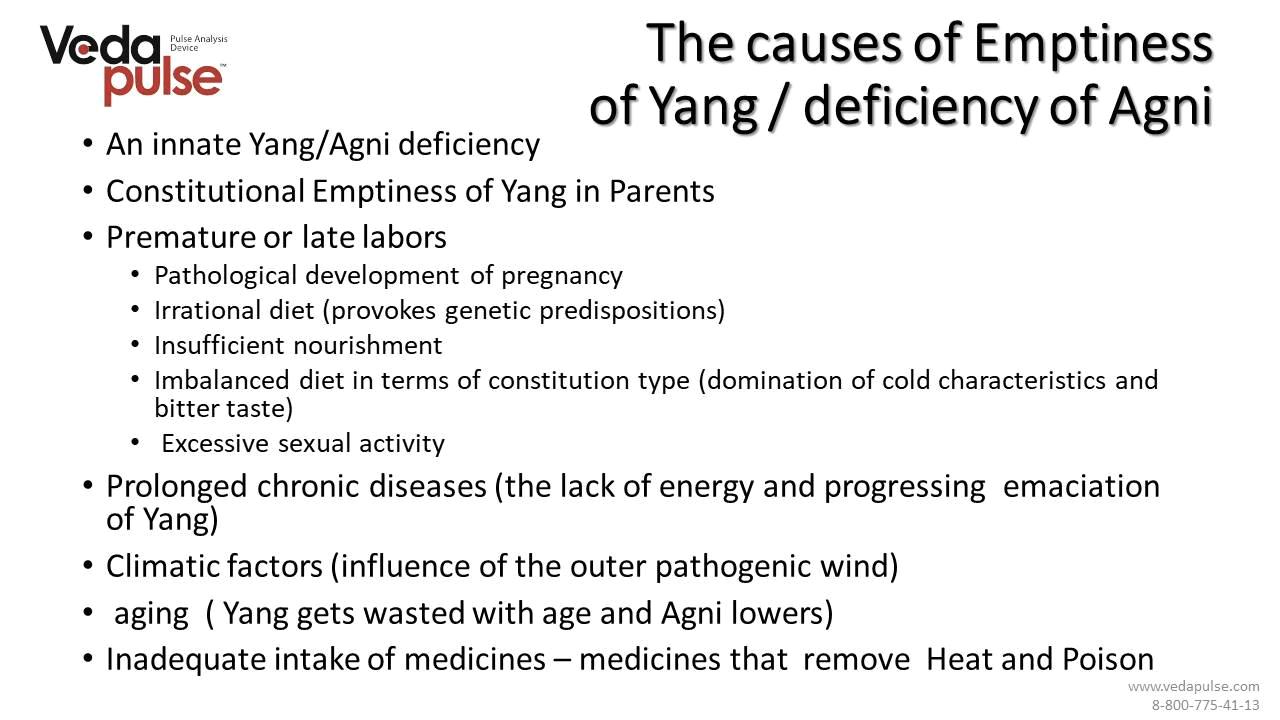 Veda
pulse™
Pulse Analysis
Device
The causes of Emptiness
of Yang / deficiency of Agni
• An innate Yang/Agni deficiency
• Constitutional Emptiness of Yang in Parents
• Premature or late labors
• Pathological development of pregnancy
• Irrational diet (provokes genetic predispositions)
• Insufficient nourishment
• Imbalanced diet in terms of constitution type (domination of cold characteristics and
bitter taste)
• Excessive sexual activity
• Prolonged chronic diseases (the lack of energy and progressing emaciation
of Yang)
• Climatic factors (influence of the outer pathogenic wind)
• aging ( Yang gets wasted with age and Agni lowers)
• Inadequate intake of medicines – medicines that remove Heat and Poison
www.vedapulse.com
8-800-775-41-13